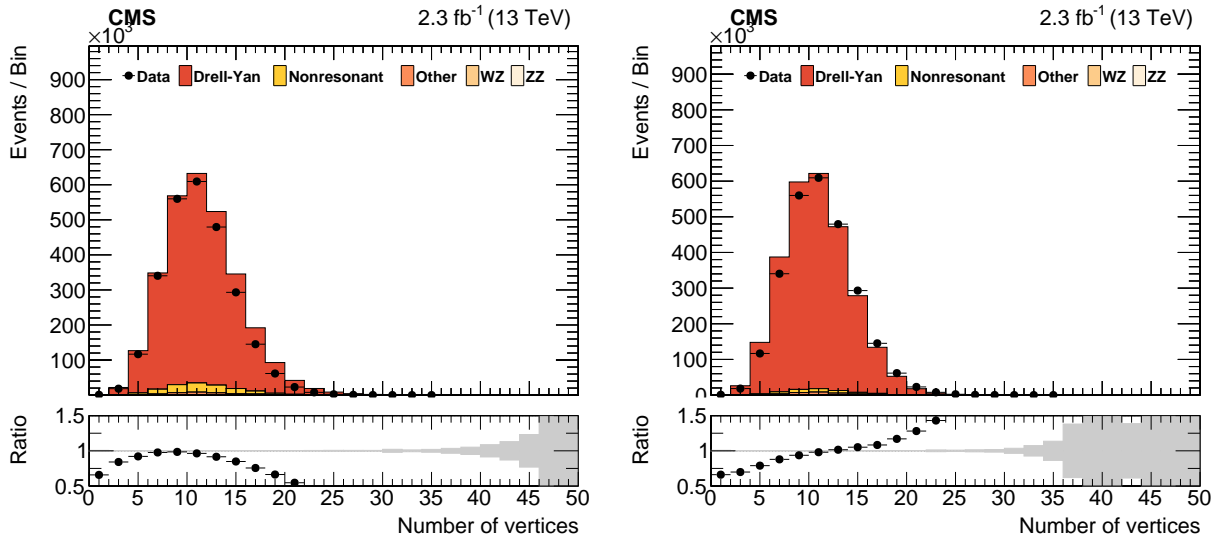 CMS 2.3 fb⁻¹ (13 TeV)
×10³
Events / Bin
Data Drell-Yan Nonresonant Other WZ ZZ
900
800
700
600
500
400
300
200
100
Ratio
1.5
1
0.5
0 5 10 15 20 25 30 35 40 45 50
Number of vertices
CMS 2.3 fb⁻¹ (13 TeV)
×10³
Events / Bin
Data Drell-Yan Nonresonant Other WZ ZZ
900
800
700
600
500
400
300
200
100
0
Ratio
1.5
1
0.5
0 5 10 15 20 25 30 35 40 45 50
Number of vertices